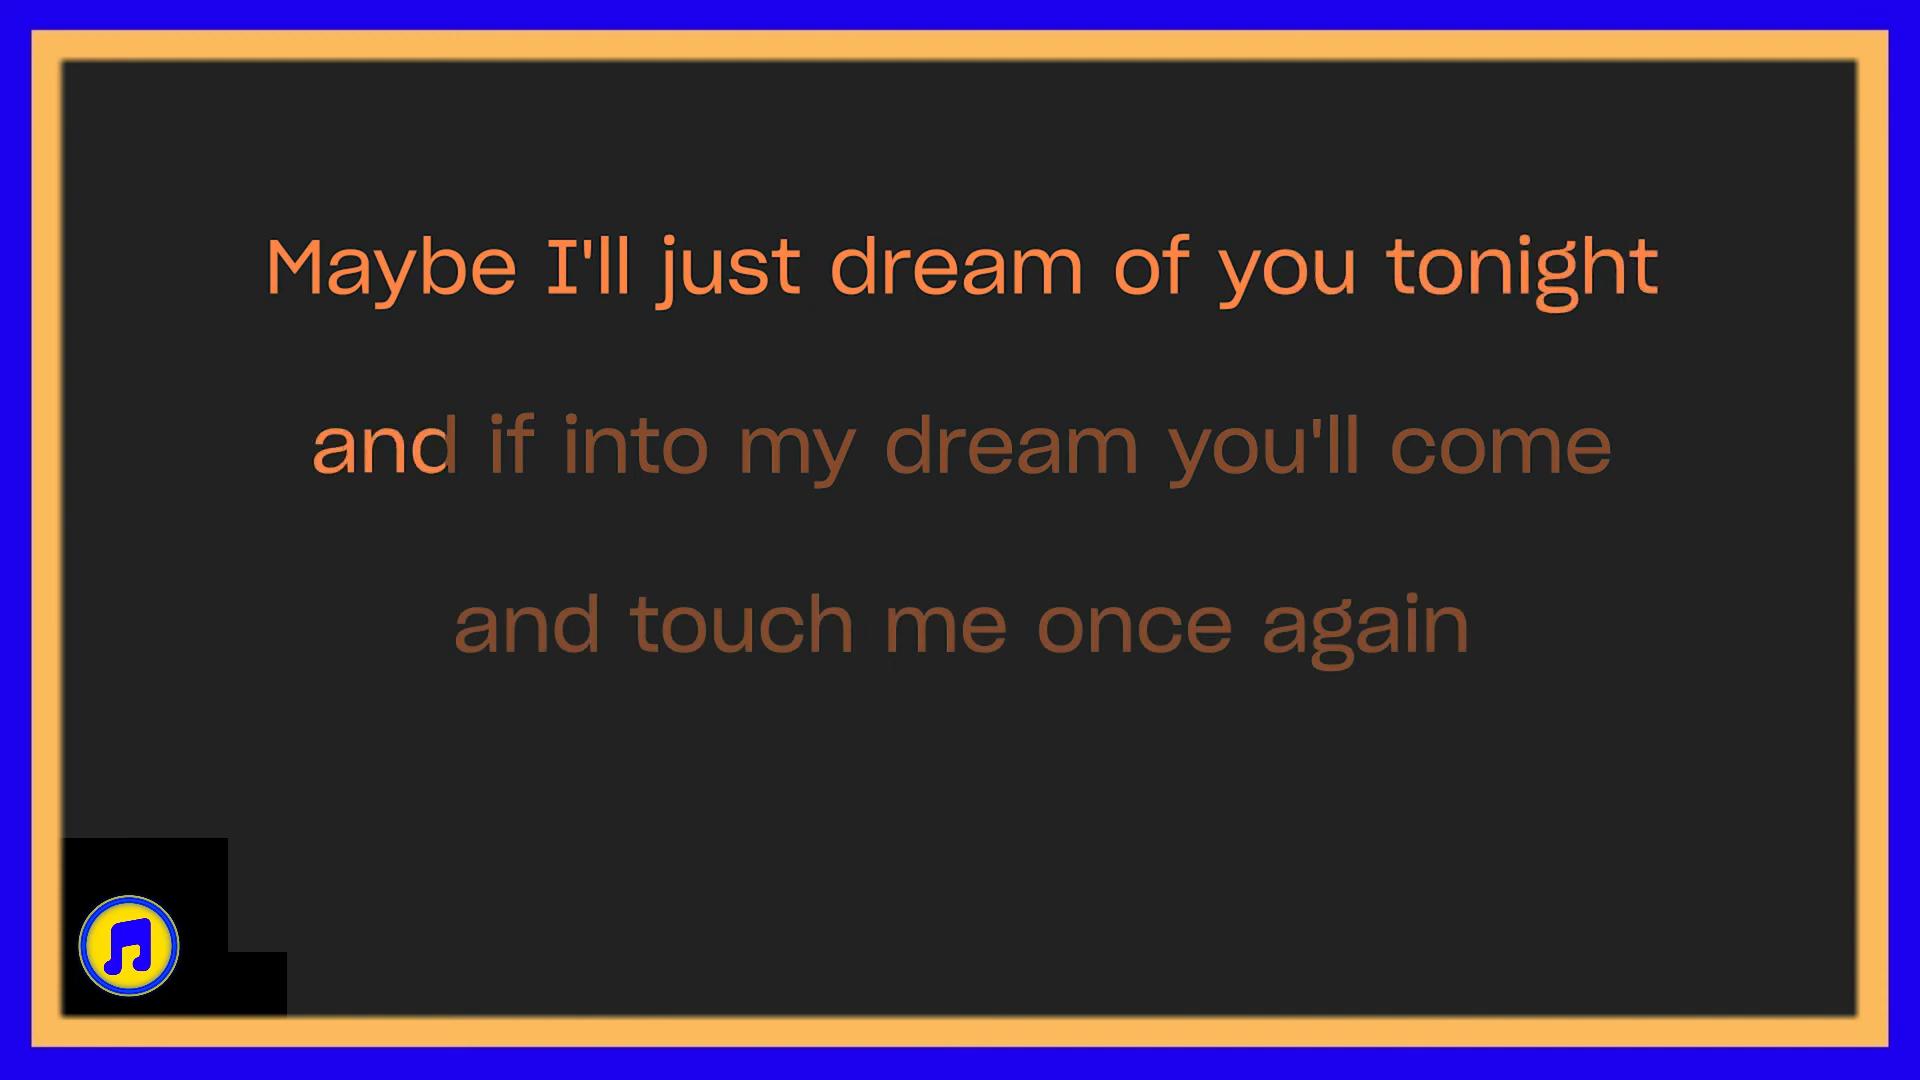 Maybe I'll just dream of you tonight
and if into my dream you'll come
and touch me once again